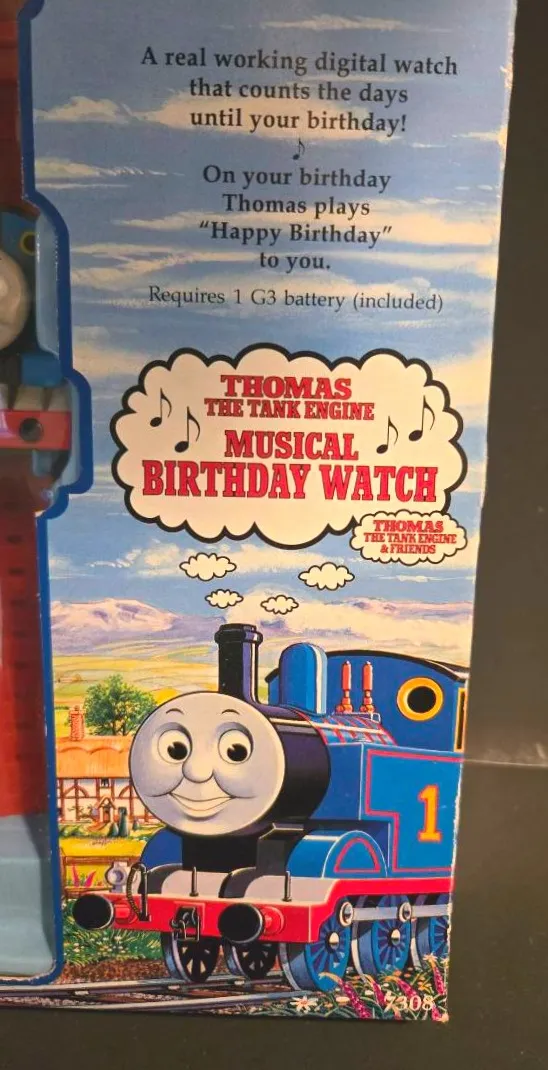 A real working digital watch
that counts the days
until your birthday!
On your birthday
Thomas plays
“Happy Birthday”
to you.
Requires 1 G3 battery (included)
THOMAS
THE TANK ENGINE
MUSICAL
BIRTHDAY WATCH
THOMAS
THE TANK ENGINE
& FRIENDS
1
7308